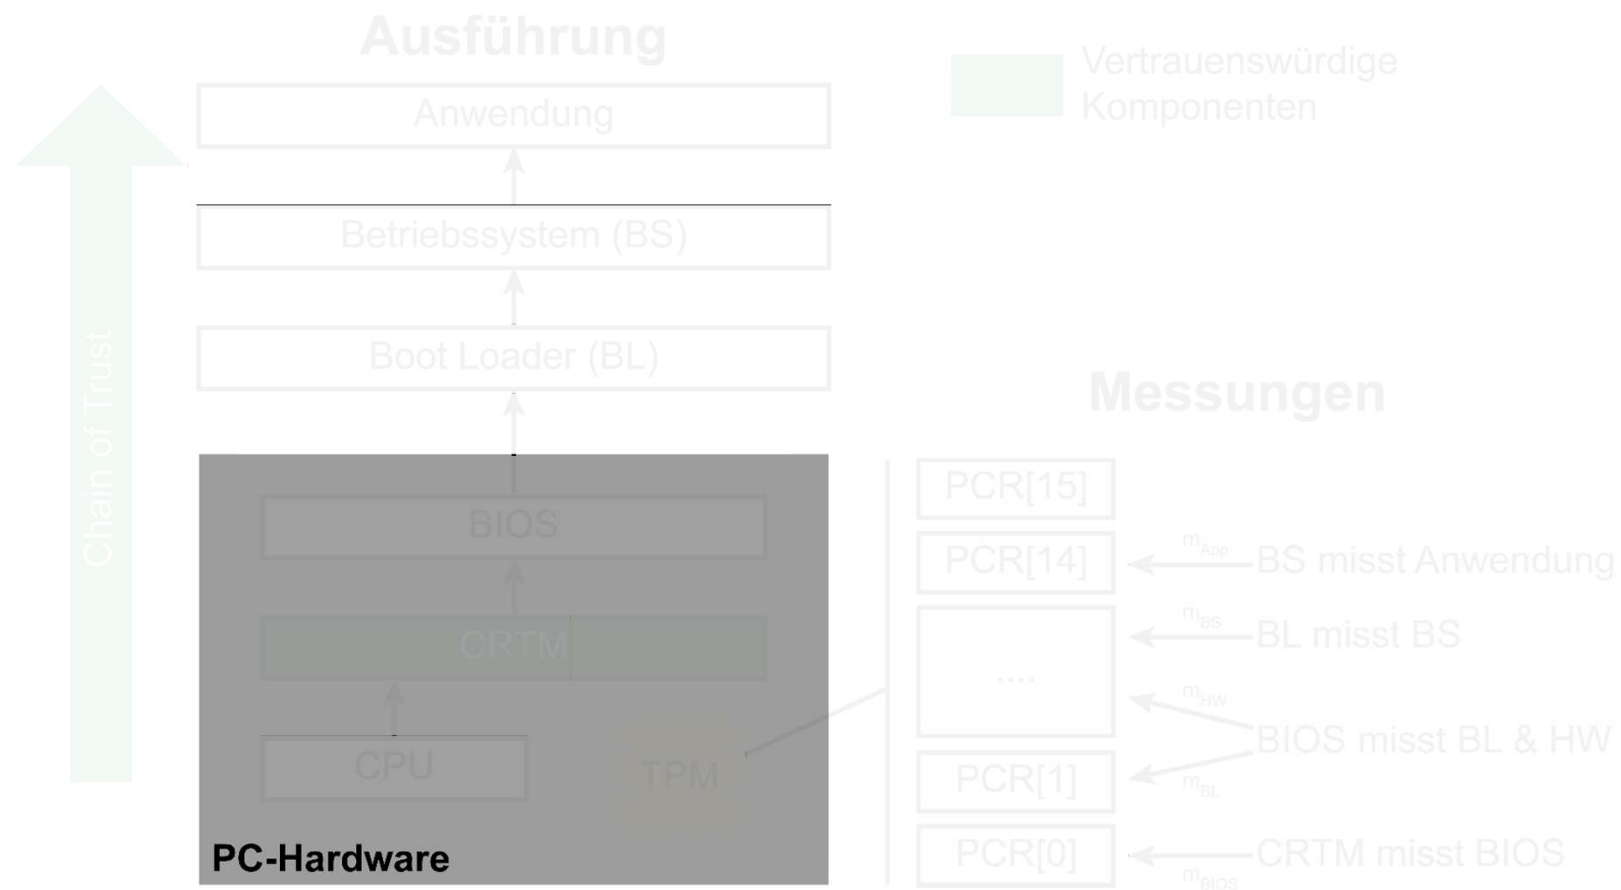 Ausführung
Vertrauenswürdige
Komponenten
Anwendung
Betriebssystem (BS)
Boot Loader (BL)
Chain of Trust
Messungen
BIOS
CRTM
CPU
TPM
PC-Hardware
PCR[15]
PCR[14]
....
PCR[1]
PCR[0]
m_App
BS misst Anwendung
m_BS
BL misst BS
m_HW
BIOS misst BL & HW
m_BL
CRTM misst BIOS
m_BIOS